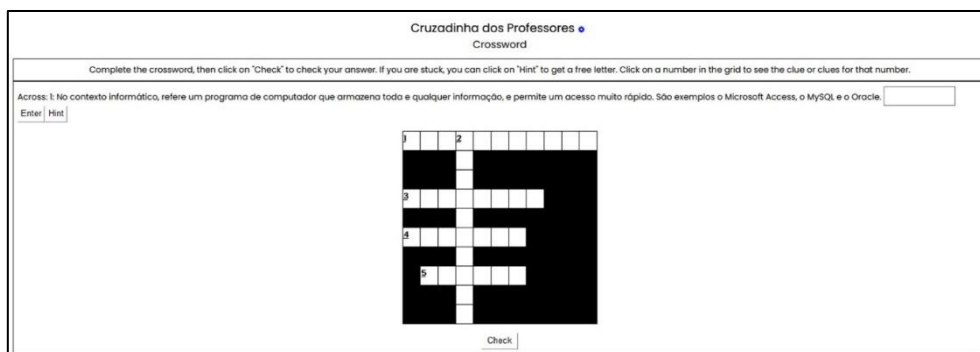 Cruzadinha dos Professores
Crossword
Complete the crossword, then click on "Check" to check your answer. If you are stuck, you can click on "Hint" to get a free letter. Click on a number in the grid to see the clue or clues for that number.
Across: 1: No contexto informático, refere um programa de computador que armazena toda e qualquer informação, e permite um acesso muito rápido. São exemplos o Microsoft Access, o MySQL e o Oracle.
Enter Hint
1 2
3
4
5
Check